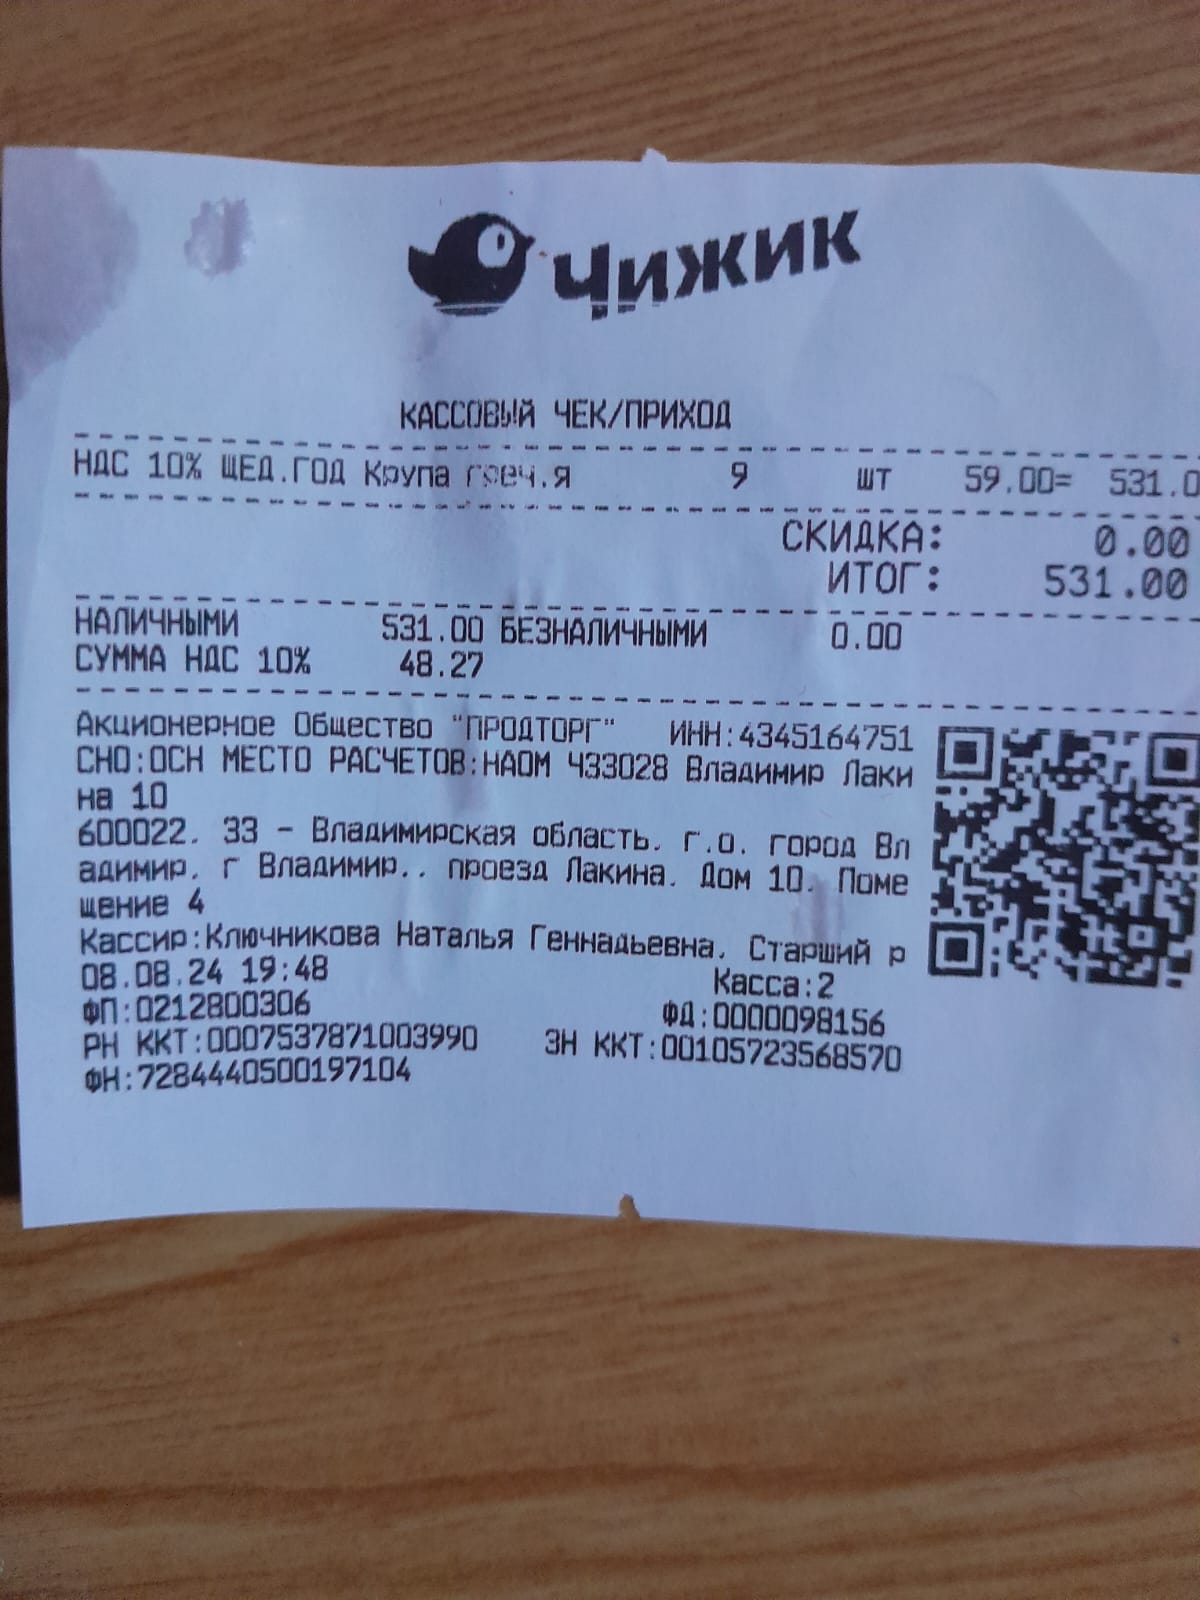 чижик
КАССОВЫЙ ЧЕК/ПРИХОД
НДС 10% ЩЕД.ГОД Крупа греч.я 9 шт 59.00= 531.0
СКИДКА: 0.00
ИТОГ: 531.00
НАЛИЧНЫМИ 531.00 БЕЗНАЛИЧНЫМИ 0.00
СУММА НДС 10% 48.27
Акционерное Общество "ПРОДТОРГ" ИНН:4345164751
СНО:ОСН МЕСТО РАСЧЕТОВ:НАОМ Ч33028 Владимир Лаки
на 10
600022, 33 - Владимирская область, г.о. город Вл
адимир, г Владимир,, проезд Лакина, Дом 10, Поме
щение 4
Кассир:Ключникова Наталья Геннадьевна, Старший р
08.08.24 19:48 Касса:2
ФП:0212800306 ФД:0000098156
РН ККТ:0007537871003990 ЗН ККТ:00105723568570
ФН:7284440500197104